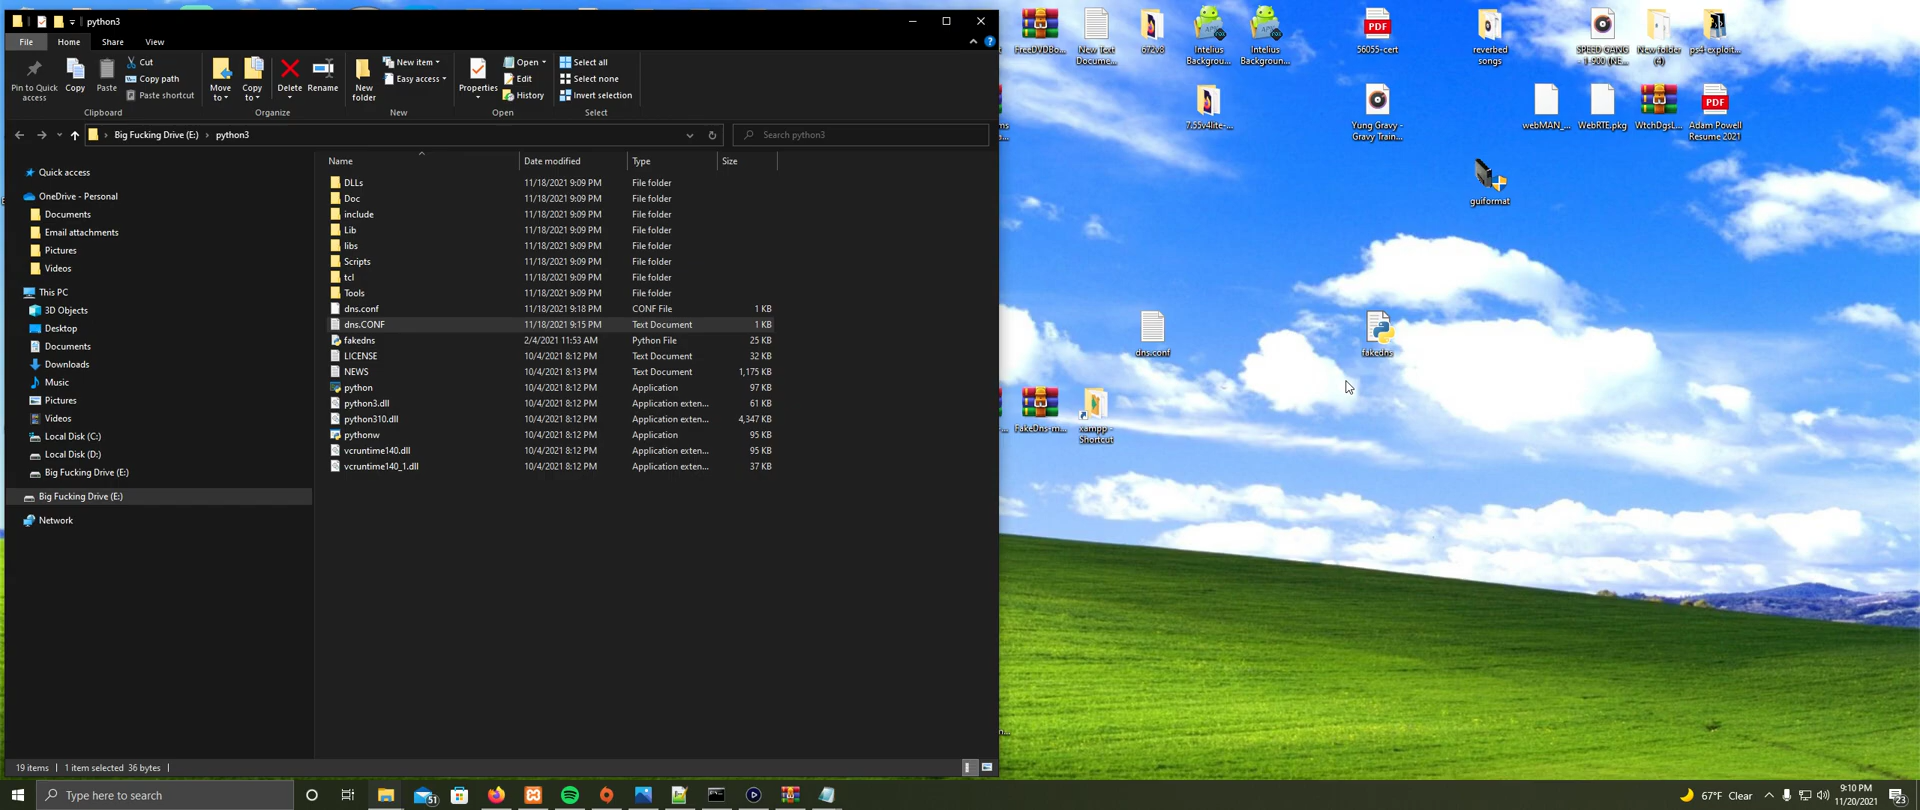 python3
File
Home
Share
View
Pin to Quick access
Copy
Paste
Cut
Copy path
Paste shortcut
Clipboard
Move to
Copy to
Delete
Rename
Organize
New folder
New item
Easy access
New
Properties
Open
Edit
History
Open
Select all
Select none
Invert selection
Select
Big Fucking Drive (E:) > python3
Search python3
Quick access
OneDrive - Personal
Documents
Email attachments
Pictures
Videos
This PC
3D Objects
Desktop
Documents
Downloads
Music
Pictures
Videos
Local Disk (C:)
Local Disk (D:)
Big Fucking Drive (E:)
Big Fucking Drive (E:)
Network
Name Date modified Type Size
DLLs 11/18/2021 9:09 PM File folder
Doc 11/18/2021 9:09 PM File folder
include 11/18/2021 9:09 PM File folder
Lib 11/18/2021 9:09 PM File folder
libs 11/18/2021 9:09 PM File folder
Scripts 11/18/2021 9:09 PM File folder
tcl 11/18/2021 9:09 PM File folder
Tools 11/18/2021 9:09 PM File folder
dns.conf 11/18/2021 9:18 PM CONF File 1 KB
dns.CONF 11/18/2021 9:15 PM Text Document 1 KB
fakedns 2/4/2021 11:53 AM Python File 25 KB
LICENSE 10/4/2021 8:12 PM Text Document 32 KB
NEWS 10/4/2021 8:13 PM Text Document 1,175 KB
python 10/4/2021 8:12 PM Application 97 KB
python3.dll 10/4/2021 8:12 PM Application exten... 61 KB
python310.dll 10/4/2021 8:12 PM Application exten... 4,347 KB
pythonw 10/4/2021 8:12 PM Application 95 KB
vcruntime140.dll 10/4/2021 8:12 PM Application exten... 95 KB
vcruntime140_1.dll 10/4/2021 8:12 PM Application exten... 37 KB
19 items
1 item selected 36 bytes
FreeDVDBo...
New Text Docume...
672v8
Intelius Backgroun...
Intelius Backgroun...
PDF
56055-cert
reverbed songs
SPEED GANG - 1-900 (NE...
New folder (4)
ps4-exploit...
7.55v4lite-...
Yung Gravy - Gravy Train...
webMAN_...
WebRTE.pkg
WtchDgsL...
PDF
Adam Powell Resume 2021
guiformat
dns.conf
fakedns
FakeDns-m...
xampp - Shortcut
Type here to search
51
67°F Clear
9:10 PM
11/20/2021
23